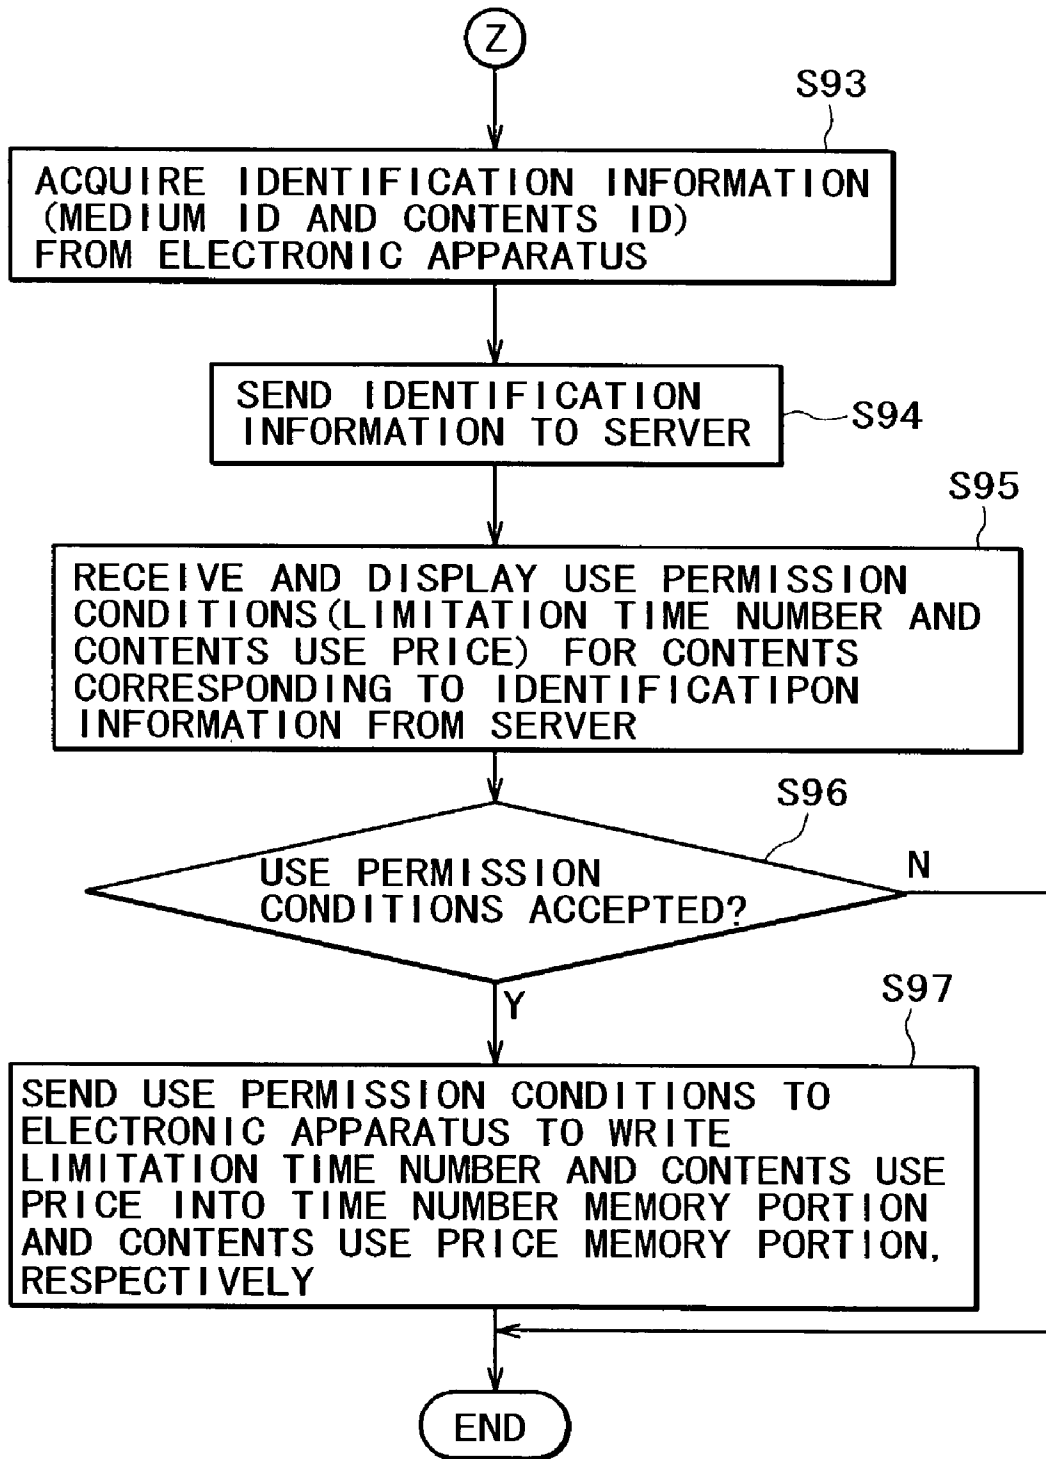 Z
S93
ACQUIRE IDENTIFICATION INFORMATION
(MEDIUM ID AND CONTENTS ID)
FROM ELECTRONIC APPARATUS
SEND IDENTIFICATION
INFORMATION TO SERVER
S94
S95
RECEIVE AND DISPLAY USE PERMISSION
CONDITIONS(LIMITATION TIME NUMBER AND
CONTENTS USE PRICE) FOR CONTENTS
CORRESPONDING TO IDENTIFICATIPON
INFORMATION FROM SERVER
S96
USE PERMISSION
CONDITIONS ACCEPTED?
N
Y
S97
SEND USE PERMISSION CONDITIONS TO
ELECTRONIC APPARATUS TO WRITE
LIMITATION TIME NUMBER AND CONTENTS USE
PRICE INTO TIME NUMBER MEMORY PORTION
AND CONTENTS USE PRICE MEMORY PORTION,
RESPECTIVELY
END